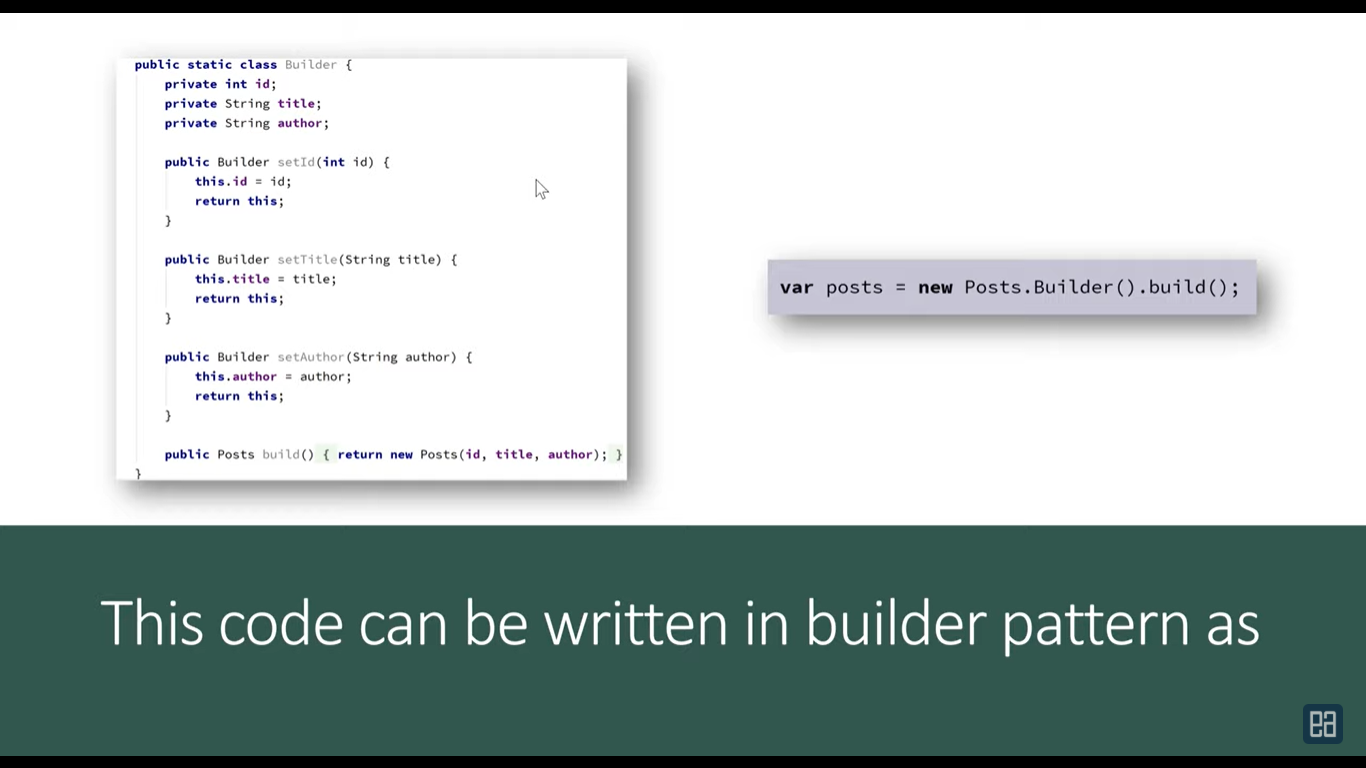 public static class Builder {
private int id;
private String title;
private String author;
public Builder setId(int id) {
this.id = id;
return this;
}
public Builder setTitle(String title) {
this.title = title;
return this;
}
public Builder setAuthor(String author) {
this.author = author;
return this;
}
public Posts build() { return new Posts(id, title, author); }
}
var posts = new Posts.Builder().build();
This code can be written in builder pattern as
ea